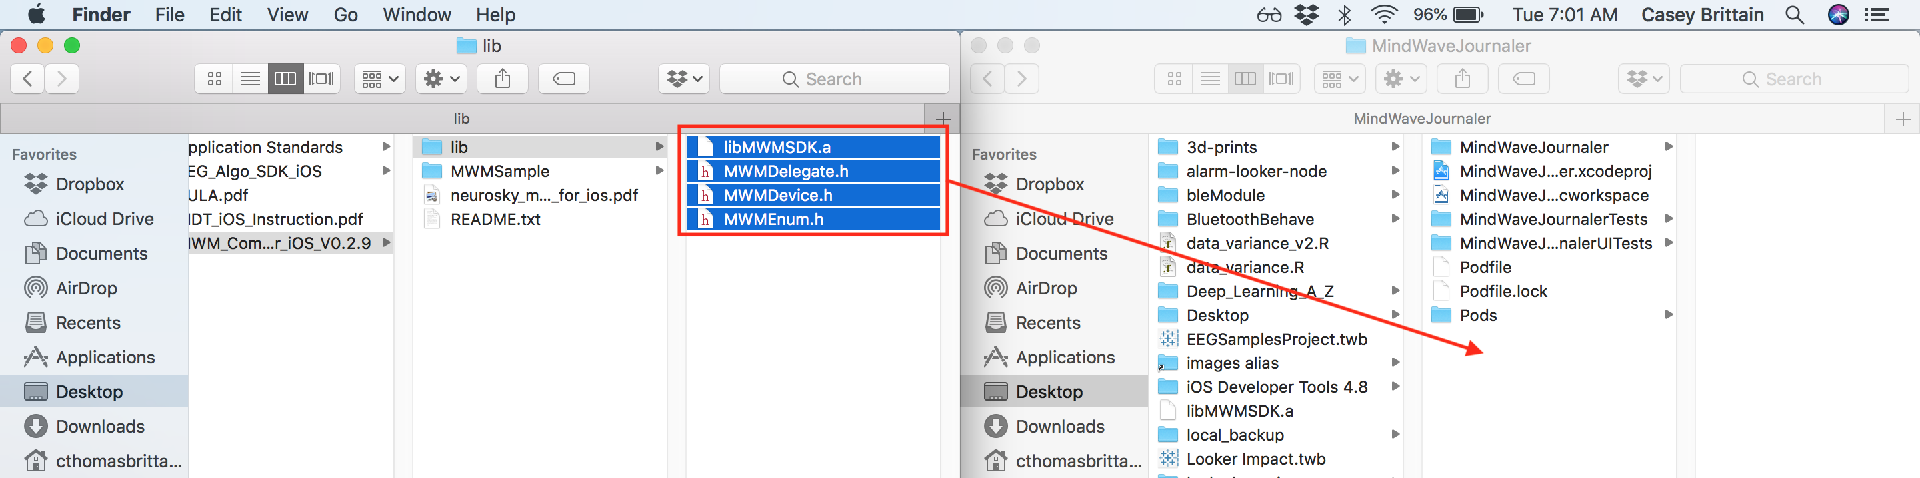 Finder File Edit View Go Window Help 96% Tue 7:01 AM Casey Brittain
lib
Search
lib
Favorites
Dropbox
iCloud Drive
Documents
AirDrop
Recents
Applications
Desktop
Downloads
cthomasbritta...
pplication Standards
EG_Algo_SDK_iOS
ULA.pdf
IDT_iOS_Instruction.pdf
IWM_Com...r_iOS_V0.2.9
lib
MWMSample
neurosky_m..._for_ios.pdf
README.txt
libMWMSDK.a
h MWMDelegate.h
h MWMDevice.h
h MWMEnum.h
MindWaveJournaler
Search
MindWaveJournaler
Favorites
Dropbox
iCloud Drive
Documents
AirDrop
Recents
Applications
Desktop
Downloads
cthomasbritta...
3d-prints
alarm-looker-node
bleModule
BluetoothBehave
data_variance_v2.R
data_variance.R
Deep_Learning_A_Z
Desktop
EEGSamplesProject.twb
images alias
iOS Developer Tools 4.8
libMWMSDK.a
local_backup
Looker Impact.twb
MindWaveJournaler
MindWaveJ...er.xcodeproj
MindWaveJ...cworkspace
MindWaveJournalerTests
MindWaveJ...nalerUITests
Podfile
Podfile.lock
Pods